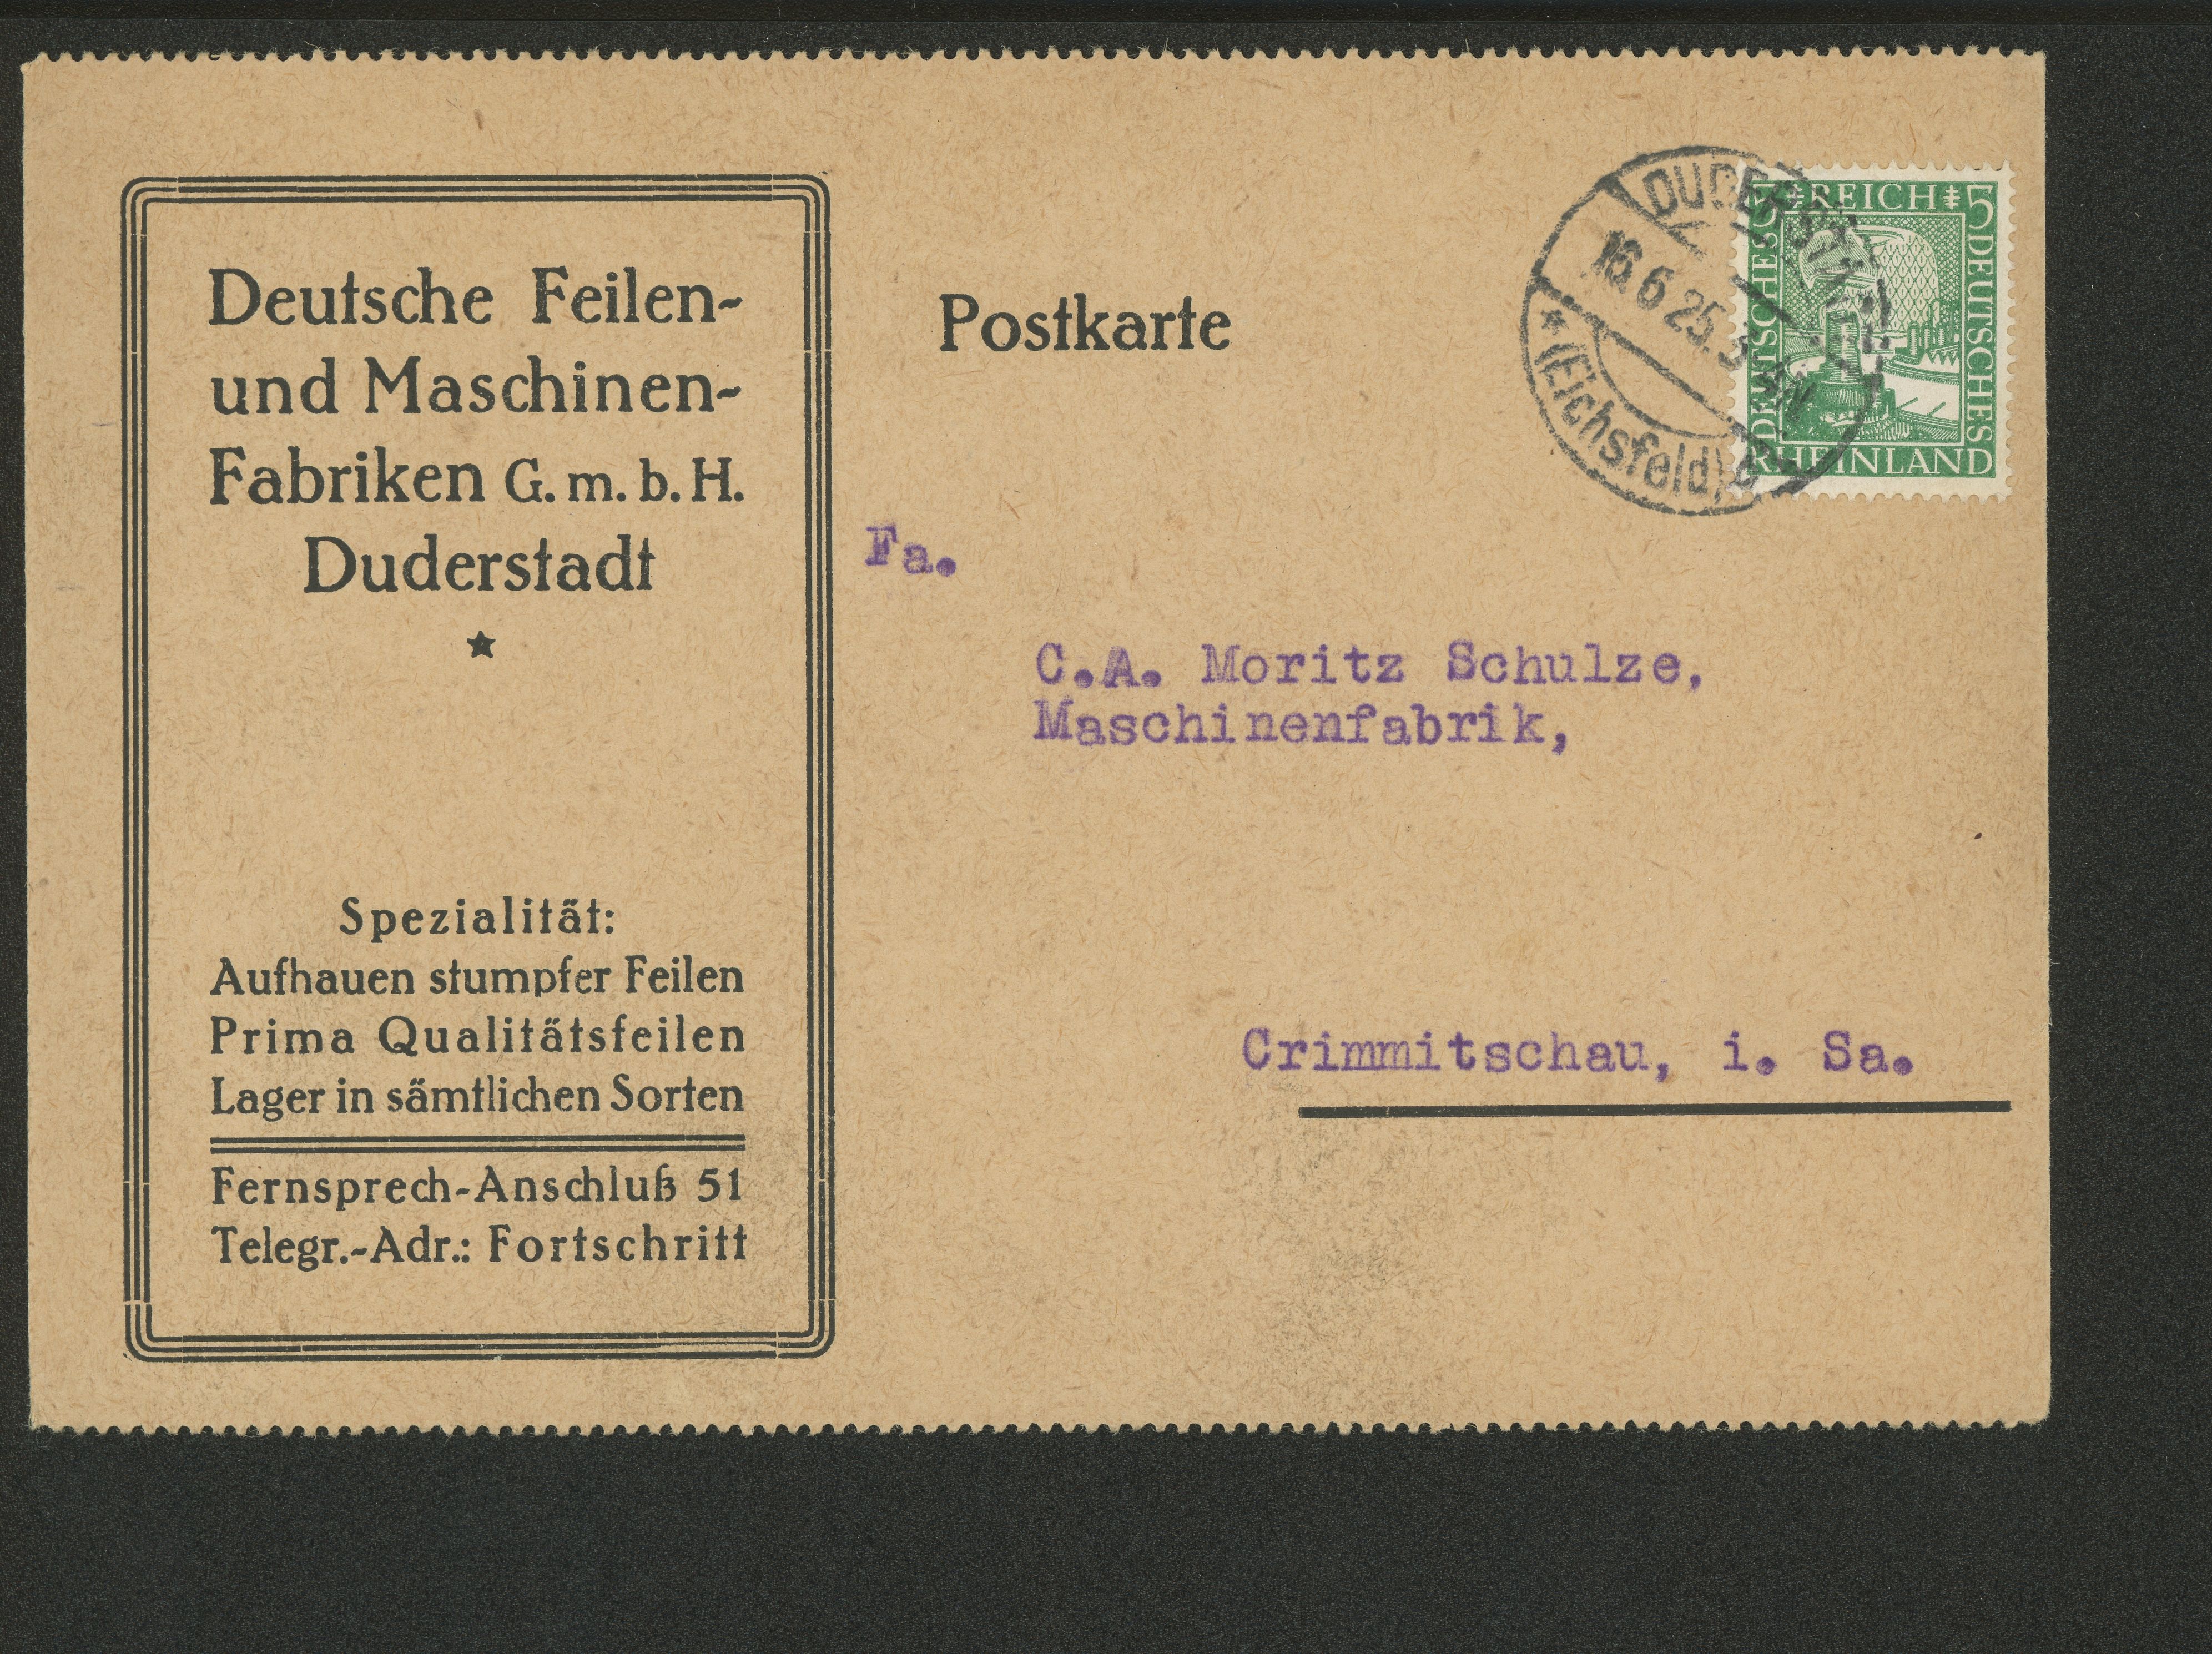 Deutsche Feilen-
und Maschinen-
Fabriken G. m. b. H.
Duderstadt
Spezialität:
Aufhauen stumpfer Feilen
Prima Qualitätsfeilen
Lager in sämtlichen Sorten
Fernsprech-Anschluß 51
Telegr.-Adr.: Fortschritt
Postkarte
DUDERSTADT
16.6.25.
(Eichsfeld)
REICH 5
DEUTSCHES
DEUTSCHES
RHEINLAND
Fa.
C.A. Moritz Schulze,
Maschinenfabrik,
Crimmitschau, i. Sa.